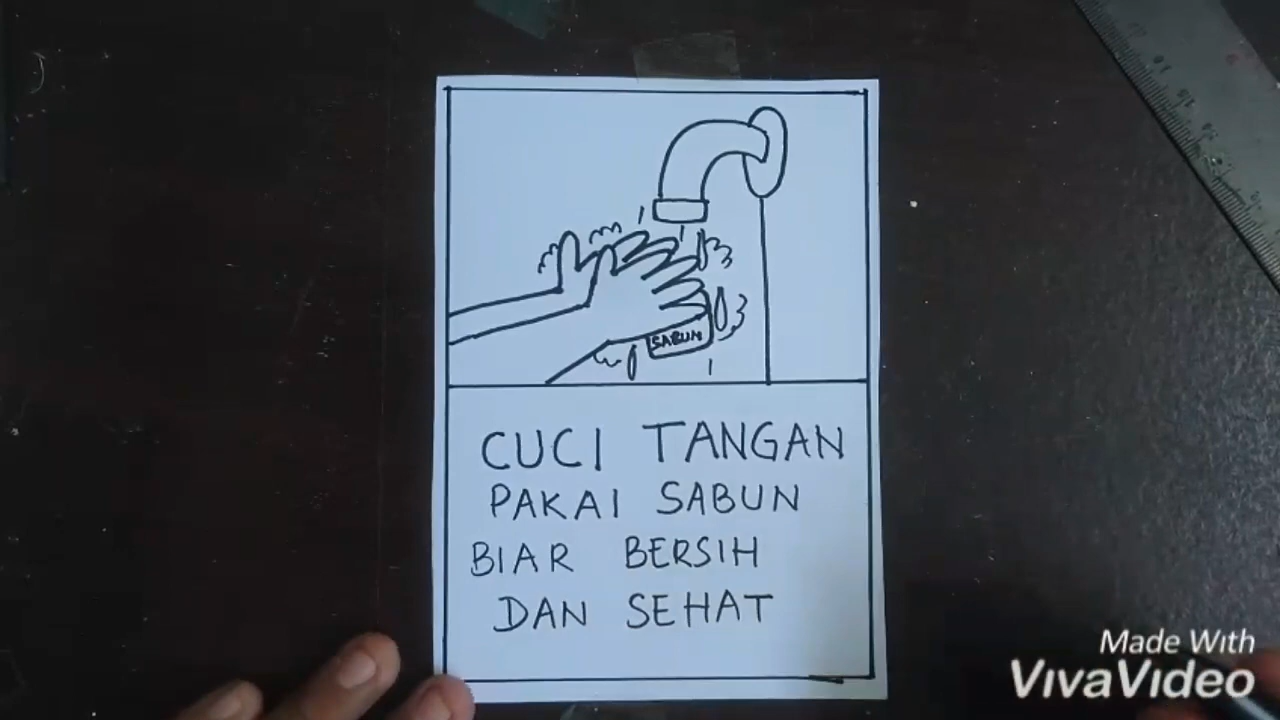 SABUN
CUCI TANGAN
PAKAI SABUN
BIAR BERSIH
DAN SEHAT
Made With
VivaVideo